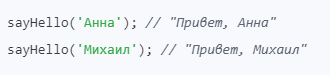 sayHello('Анна'); // "Привет, Анна"
sayHello('Михаил'); // "Привет, Михаил"